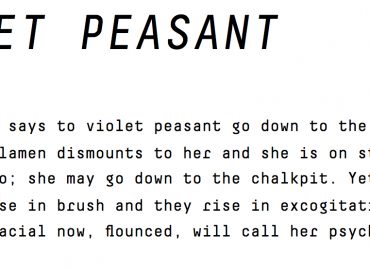 ET PEASANT
says to violet peasant go down to the
lamen dismounts to her and she is on st
o; she may go down to the chalkpit. Yet
se in brush and they rise in excogitati
acial now, flounced, will call her psych